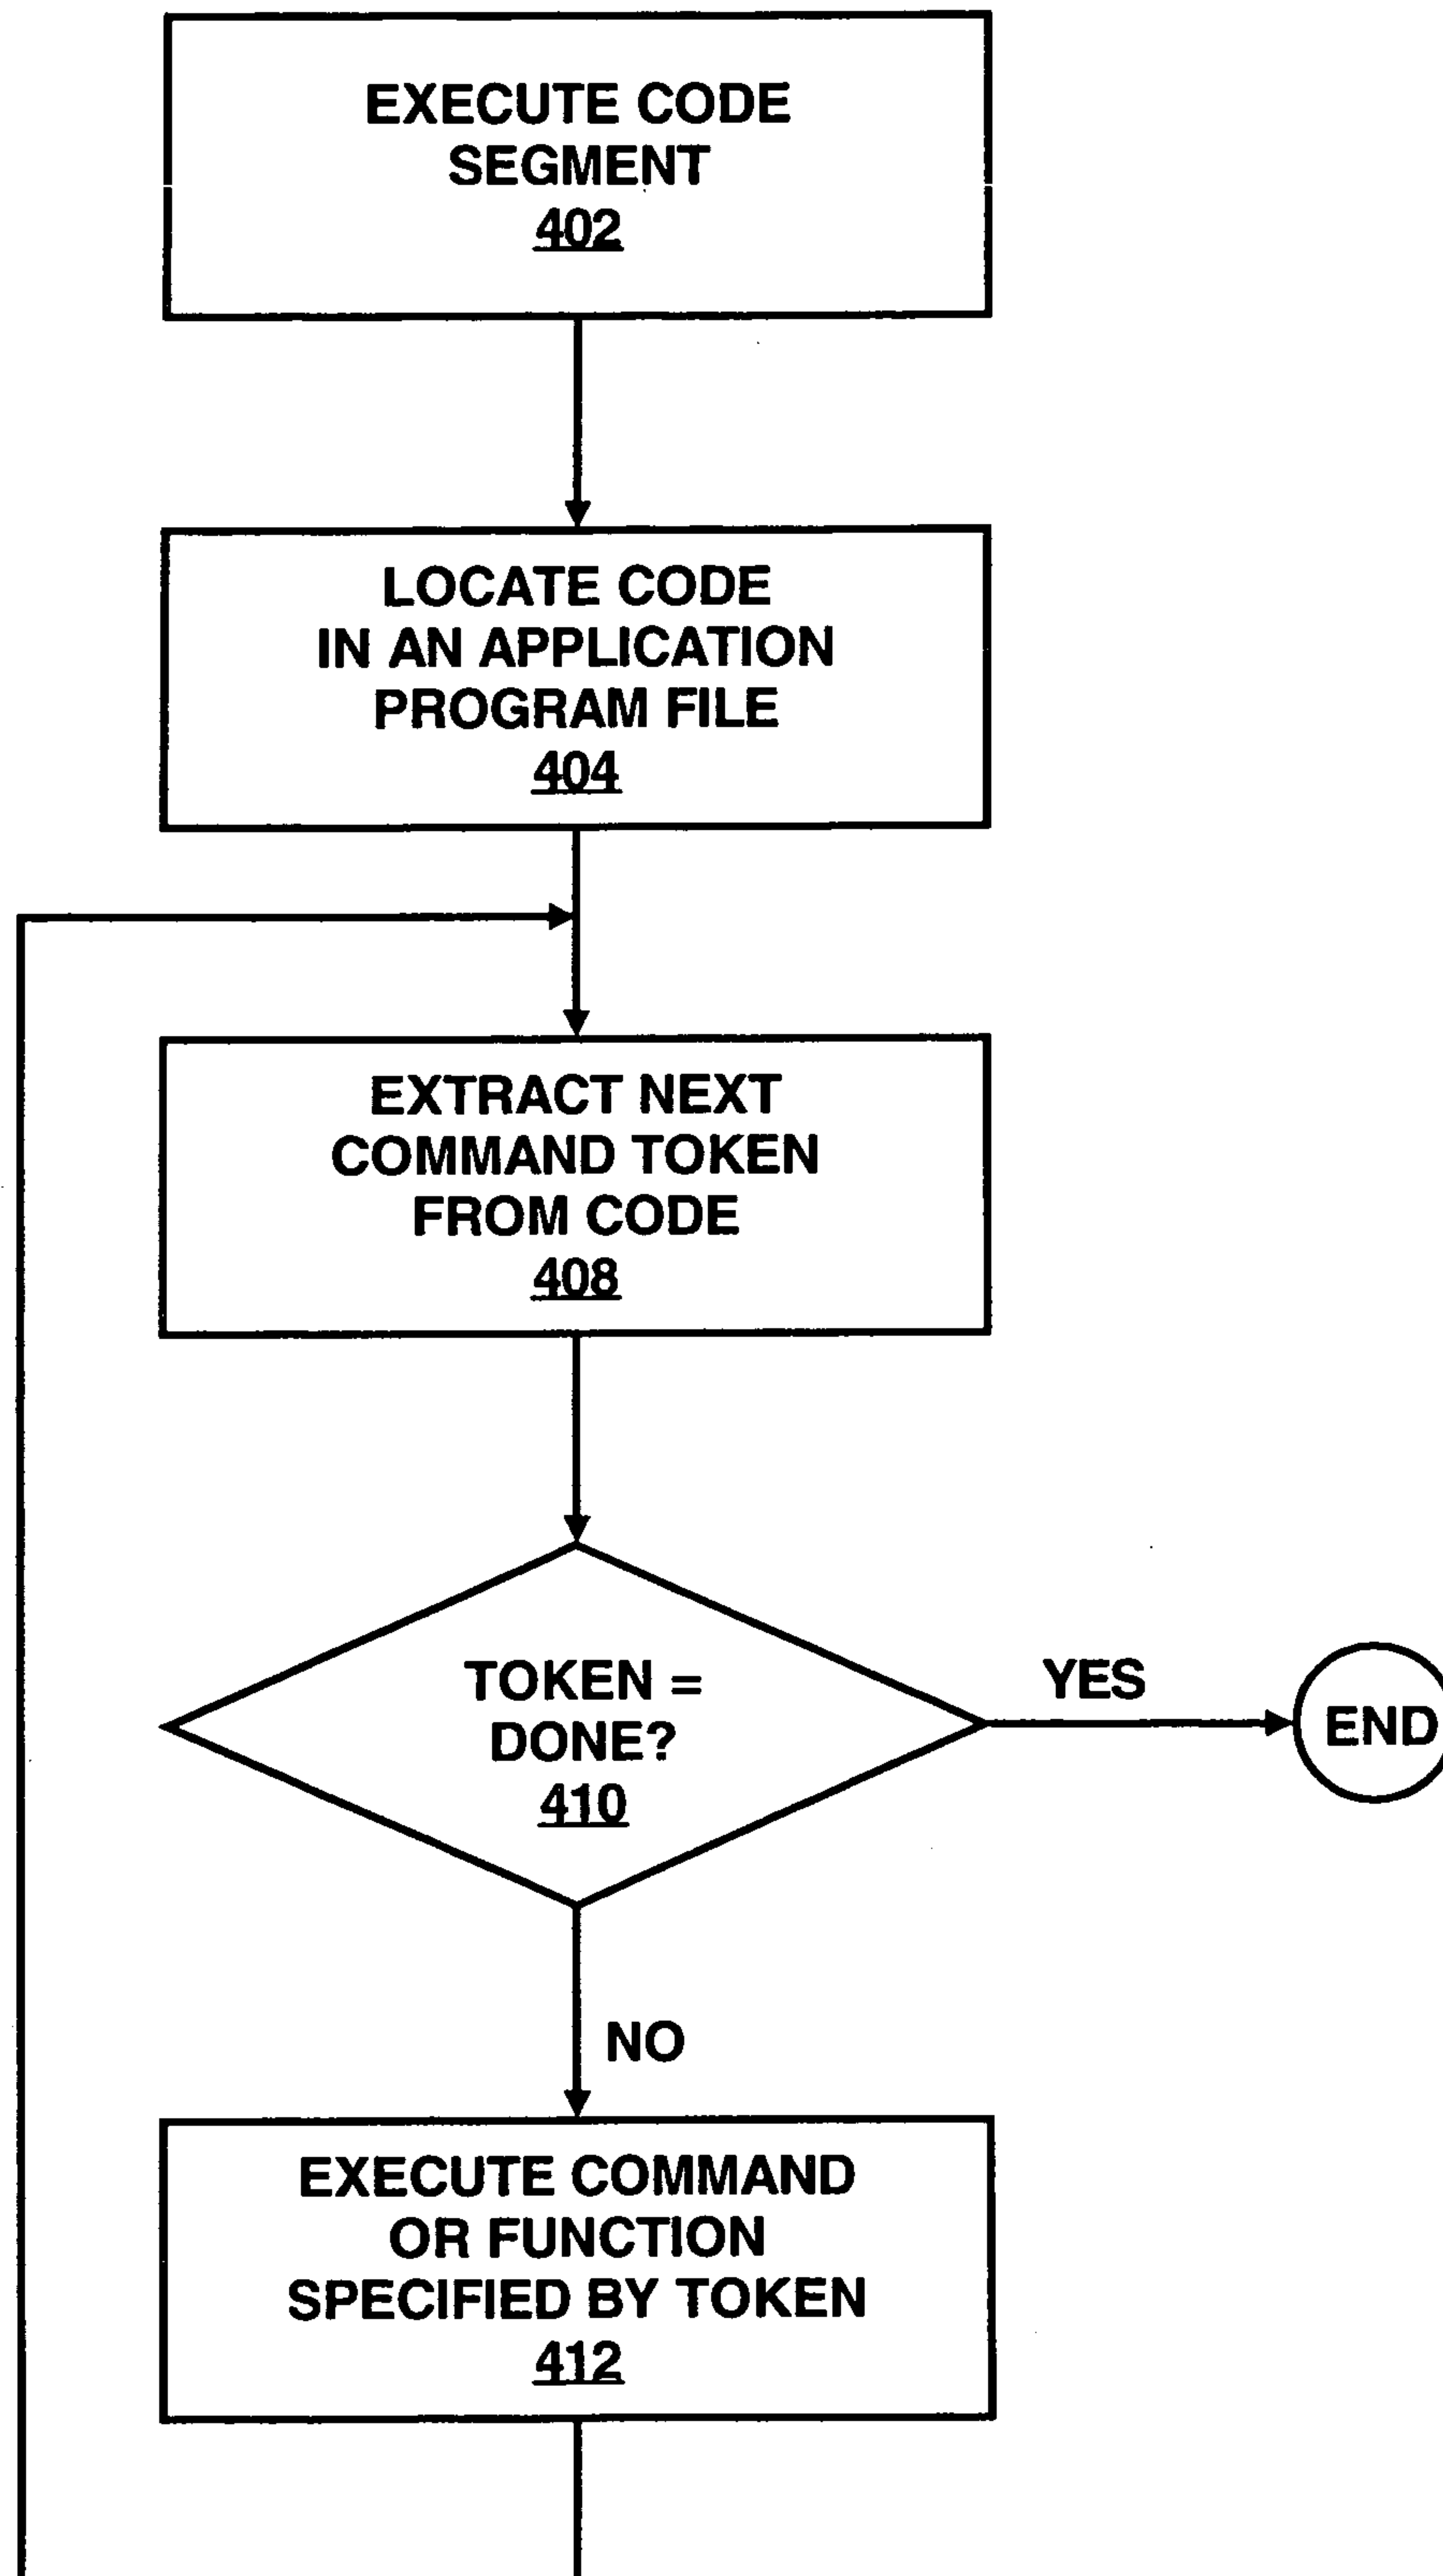 EXECUTE CODE
SEGMENT
402
LOCATE CODE
IN AN APPLICATION
PROGRAM FILE
404
EXTRACT NEXT
COMMAND TOKEN
FROM CODE
408
TOKEN =
DONE?
410
YES
END
NO
EXECUTE COMMAND
OR FUNCTION
SPECIFIED BY TOKEN
412